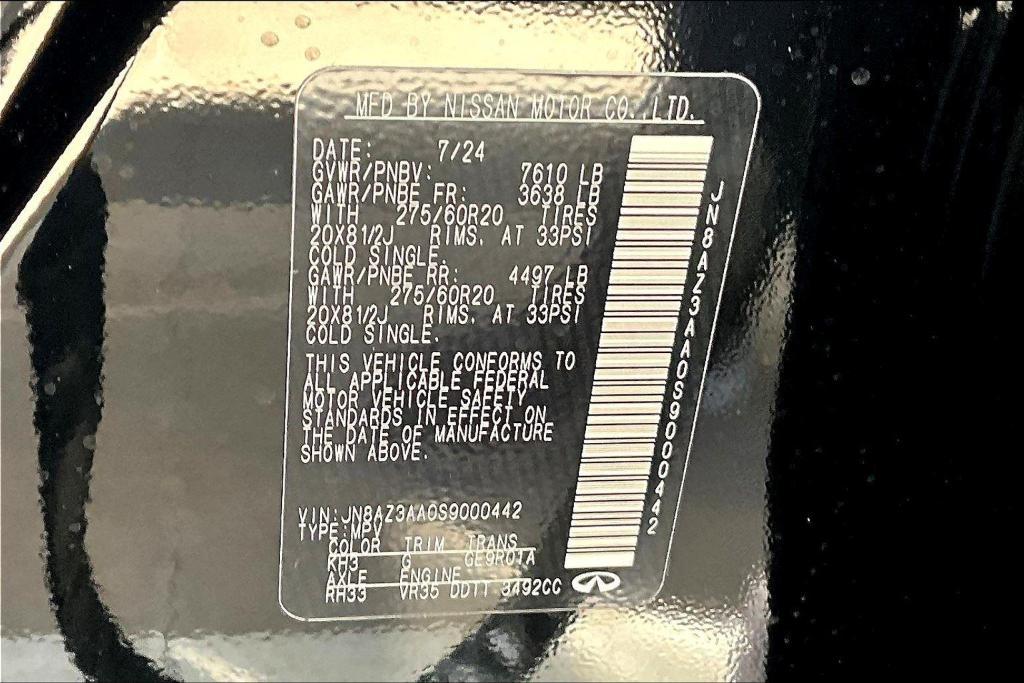 MFD BY NISSAN MOTOR CO.,LTD.
DATE: 7/24
GVWR/PNBV: 7610 LB
GAWR/PNBE FR: 3638 LB
WITH 275/60R20 TIRES
20X81/2J RIMS. AT 33PSI
COLD SINGLE.
GAWR/PNBE RR: 4497 LB
WITH 275/60R20 TIRES
20X81/2J RIMS. AT 33PSI
COLD SINGLE.
THIS VEHICLE CONFORMS TO
ALL APPLICABLE FEDERAL
MOTOR VEHICLE SAFETY
STANDARDS IN EFFECT ON
THE DATE OF MANUFACTURE
SHOWN ABOVE.
VIN:JN8AZ3AA0S9000442
TYPE:MPV
COLOR TRIM TRANS
KH3 G GE9R01A
AXLE ENGINE
RH33 VR35 DDTT 3492CC
JN8AZ3AA0S9000442